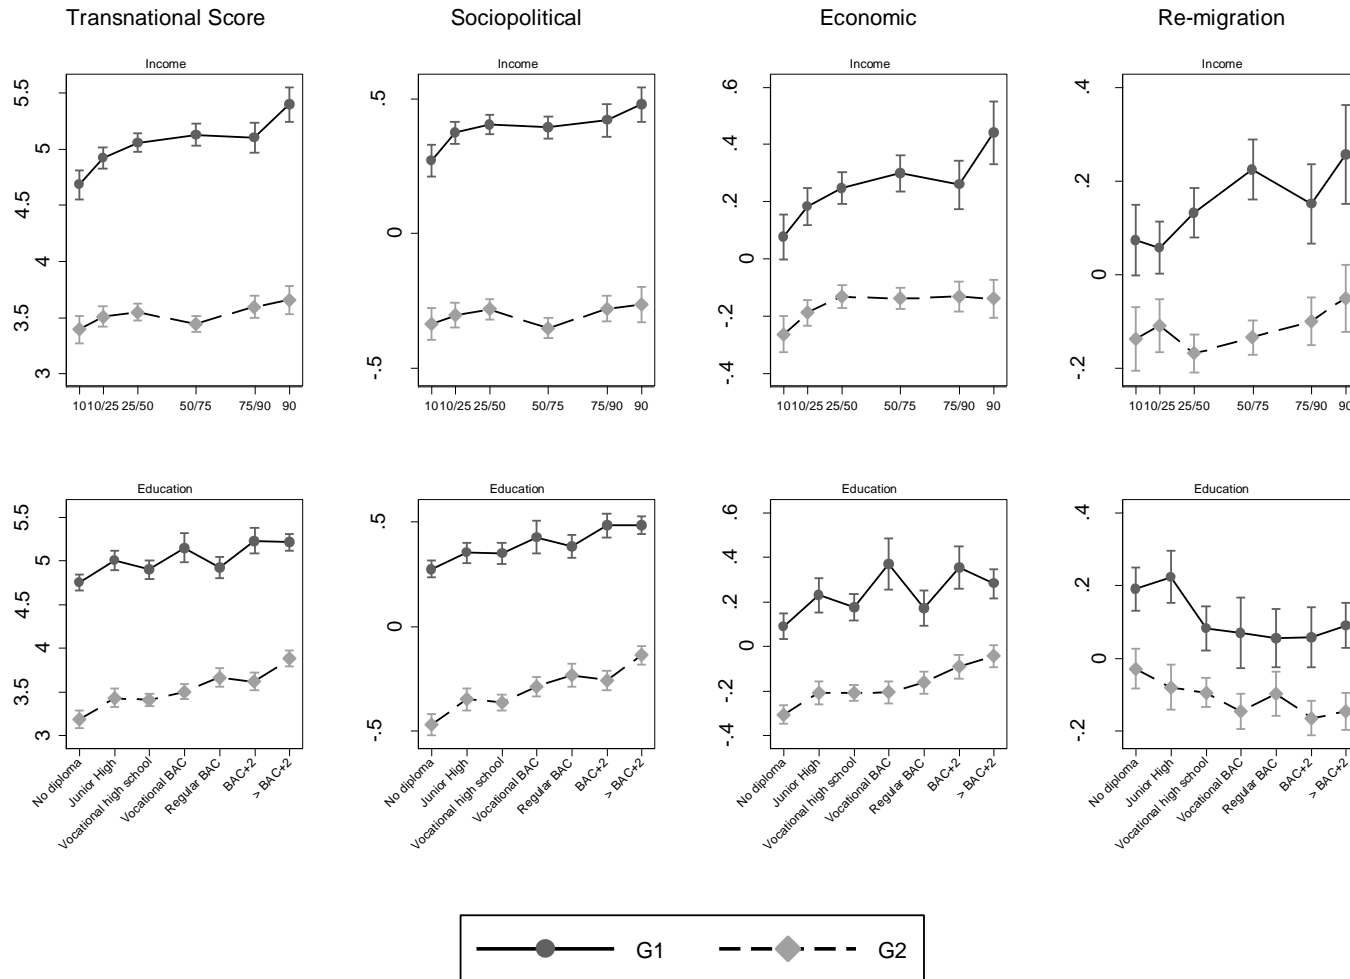 Transnational Score Sociopolitical Economic Re-migration
Income Income Income Income
5.5
5
4.5
4
3.5
3
.5
0
-.5
.6
.4
.2
0
-.2
-.4
.4
.2
0
-.2
10 10/25 25/50 50/75 75/90 90
10 10/25 25/50 50/75 75/90 90
10 10/25 25/50 50/75 75/90 90
10 10/25 25/50 50/75 75/90 90
Education Education Education Education
5.5
5
4.5
4
3.5
3
.5
0
-.5
.6
.4
.2
0
-.2
-.4
.4
.2
0
-.2
No diploma
Junior High
Vocational high school
Vocational BAC
Regular BAC
BAC+2
> BAC+2
No diploma
Junior High
Vocational high school
Vocational BAC
Regular BAC
BAC+2
> BAC+2
No diploma
Junior High
Vocational high school
Vocational BAC
Regular BAC
BAC+2
> BAC+2
No diploma
Junior High
Vocational high school
Vocational BAC
Regular BAC
BAC+2
> BAC+2
G1 G2